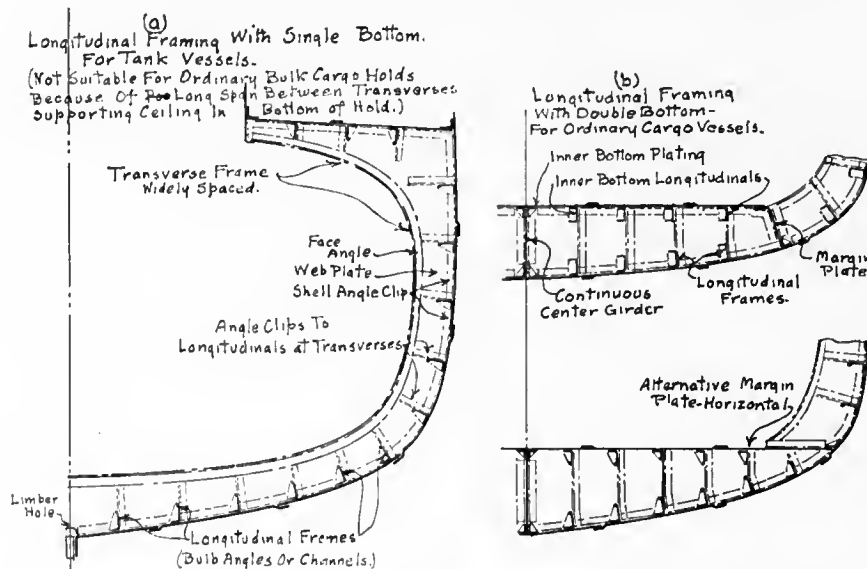 (a)
Longitudinal Framing With Single Bottom.
For Tank Vessels.
(Not Suitable For Ordinary Bulk Cargo Holds
Because Of Long Span Between Transverses
Supporting Ceiling In Bottom of Hold.)
Transverse Frame
Widely Spaced.
Face
Angle
Web Plate
Shell Angle Clip
Angle Clips To
Longitudinals at Transverses
Limber
Hole
Longitudinal Frames
(Bulb Angles Or Channels.)
(b)
Longitudinal Framing
With Double Bottom-
For Ordinary Cargo Vessels.
Inner Bottom Plating
Inner Bottom Longitudinals
Margin
Plate
Longitudinal
Frames.
Continuous
Center Girder
Alternative Margin
Plate-Horizontal